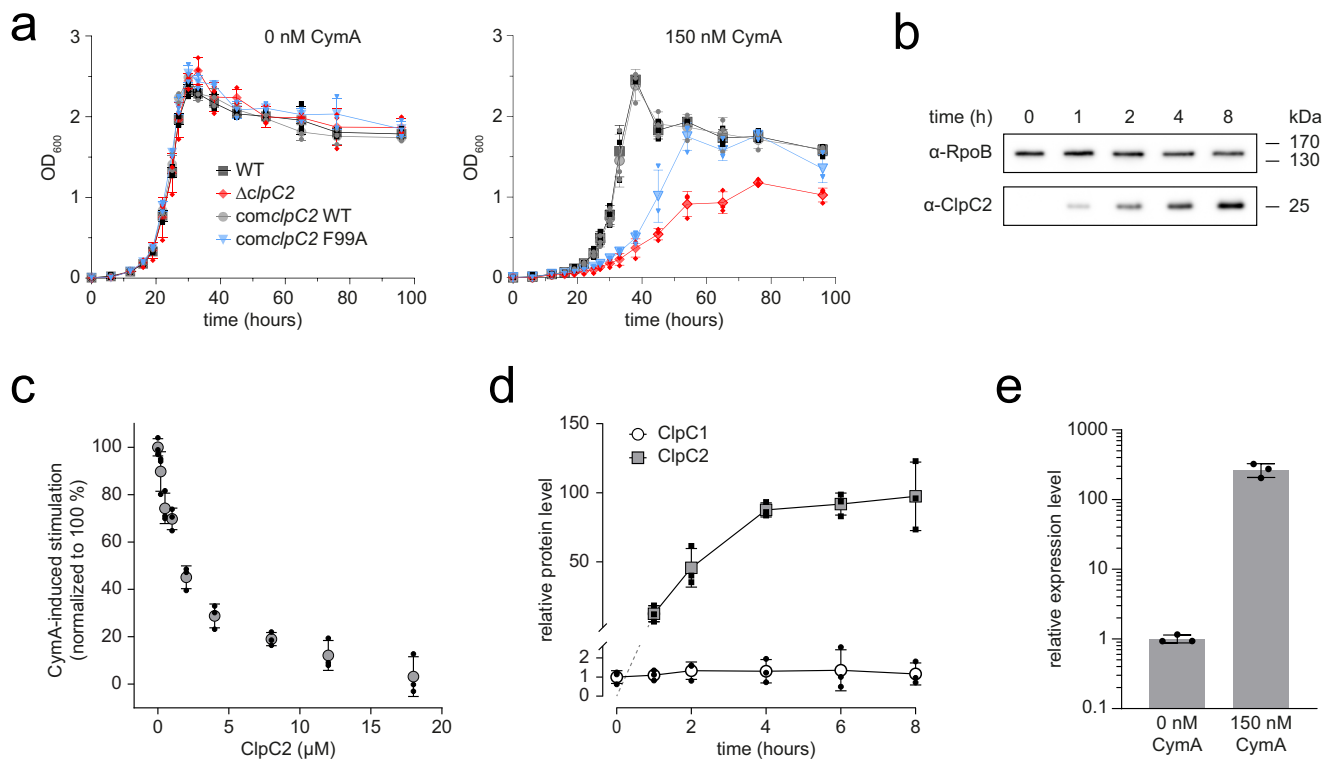 a
0 nM CymA
OD600
3
2
1
0
0 20 40 60 80 100
time (hours)
WT
ΔclpC2
comclpC2 WT
comclpC2 F99A
150 nM CymA
OD600
3
2
1
0
0 20 40 60 80 100
time (hours)
b
time (h) 0 1 2 4 8 kDa
α-RpoB
170
130
α-ClpC2
25
c
CymA-induced stimulation
(normalized to 100 %)
100
80
60
40
20
0
0 5 10 15 20
ClpC2 (µM)
d
relative protein level
150
100
50
2
1
0
ClpC1
ClpC2
0 2 4 6 8
time (hours)
e
relative expression level
1000
100
10
1
0.1
0 nM
CymA
150 nM
CymA